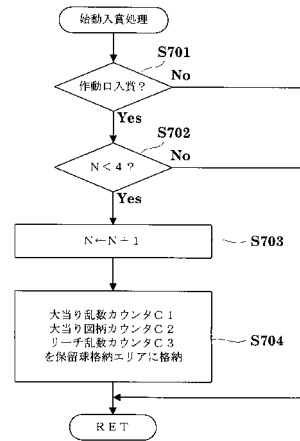 始動入賞処理
S701
作動口入賞?
No
Yes
S702
N<4?
No
Yes
N←N+1
S703
大当り乱数カウンタC1
大当り図柄カウンタC2
リーチ乱数カウンタC3
を保留球格納エリアに格納
S704
RET